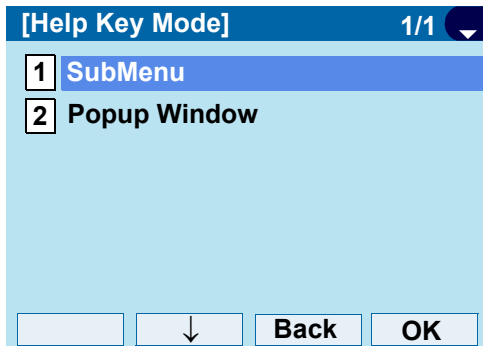 [Help Key Mode] 1/1
1 SubMenu
2 Popup Window
↓ Back OK